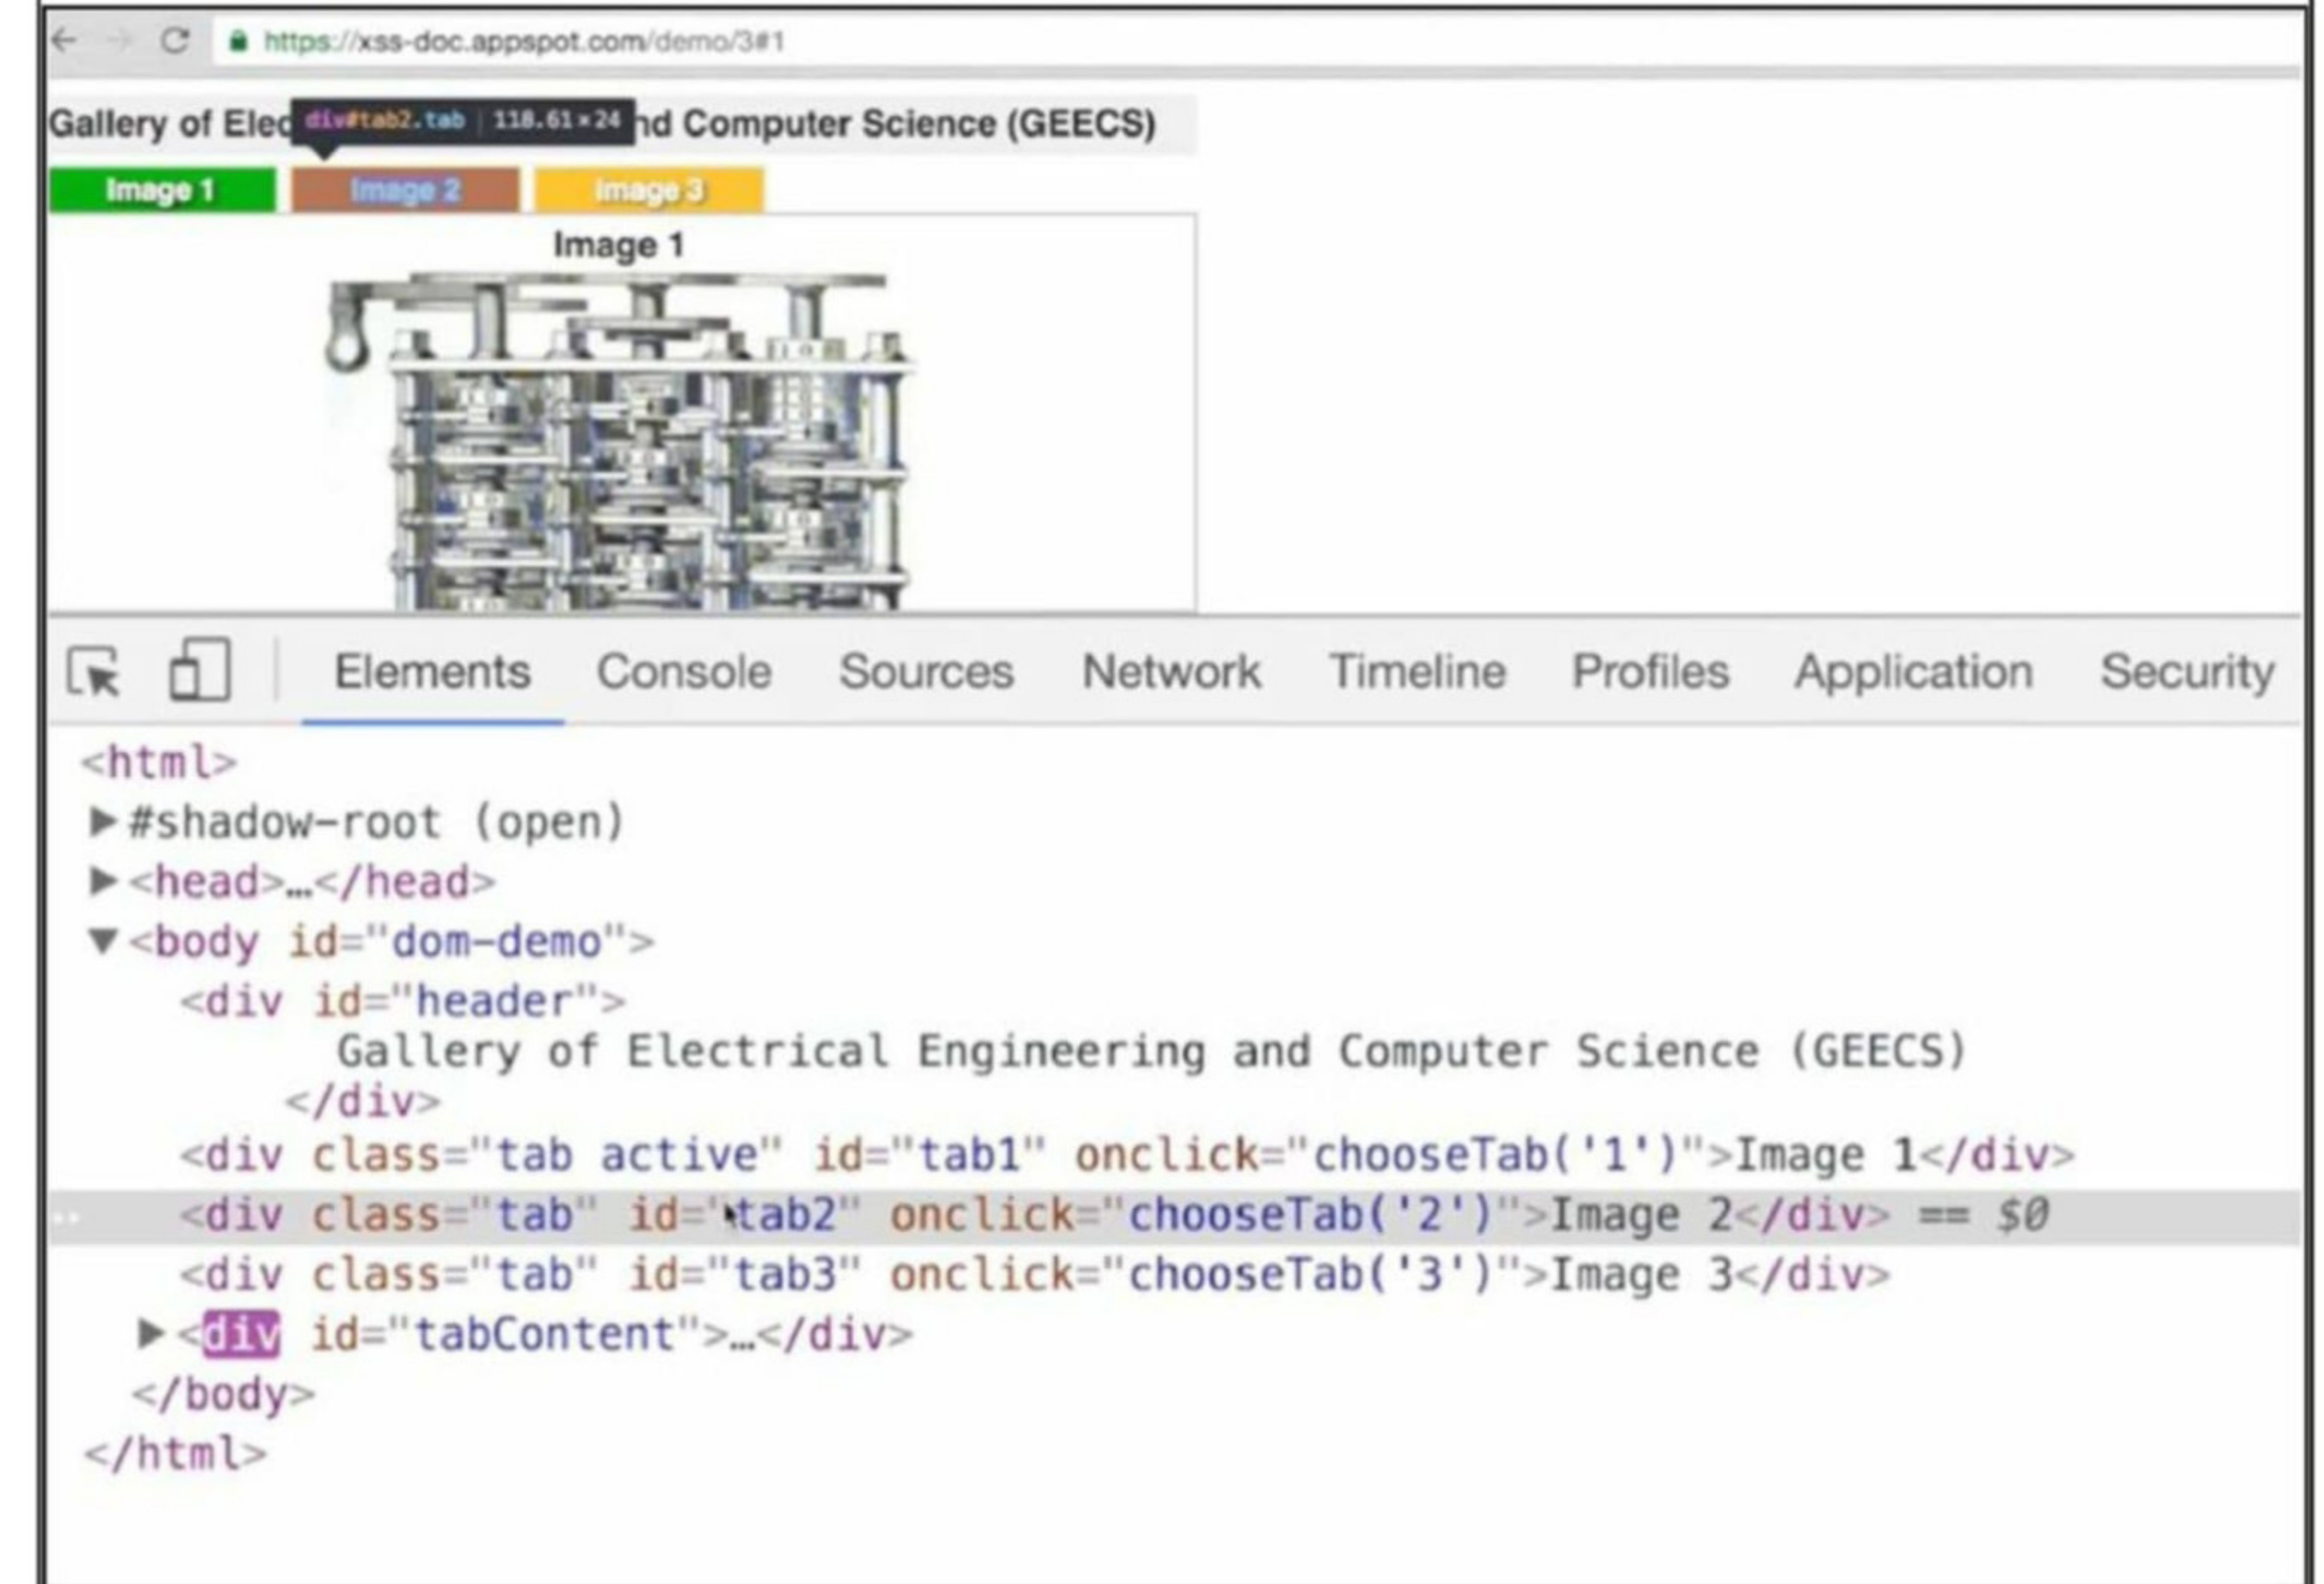 https://xss-doc.appspot.com/demo/3#1
Gallery of Elec div#tab2.tab | 118.61×24 nd Computer Science (GEECS)
Image 1 Image 2 Image 3
Image 1
Elements Console Sources Network Timeline Profiles Application Security
<html>
#shadow-root (open)
<head>…</head>
<body id="dom-demo">
<div id="header">
Gallery of Electrical Engineering and Computer Science (GEECS)
</div>
<div class="tab active" id="tab1" onclick="chooseTab('1')">Image 1</div>
<div class="tab" id="tab2" onclick="chooseTab('2')">Image 2</div> == $0
<div class="tab" id="tab3" onclick="chooseTab('3')">Image 3</div>
<div id="tabContent">…</div>
</body>
</html>